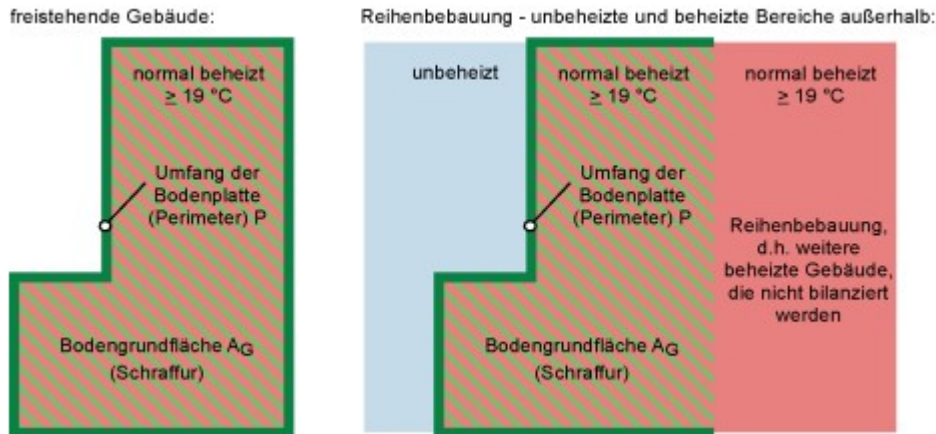 freistehende Gebäude:
normal beheizt
≥ 19 °C
Umfang der
Bodenplatte
(Perimeter) P
Bodengrundfläche AG
(Schraffur)
Reihenbebauung - unbeheizte und beheizte Bereiche außerhalb:
unbeheizt
normal beheizt
≥ 19 °C
Umfang der
Bodenplatte
(Perimeter) P
Bodengrundfläche AG
(Schraffur)
normal beheizt
≥ 19 °C
Reihenbebauung,
d.h. weitere
beheizte Gebäude,
die nicht bilanziert
werden